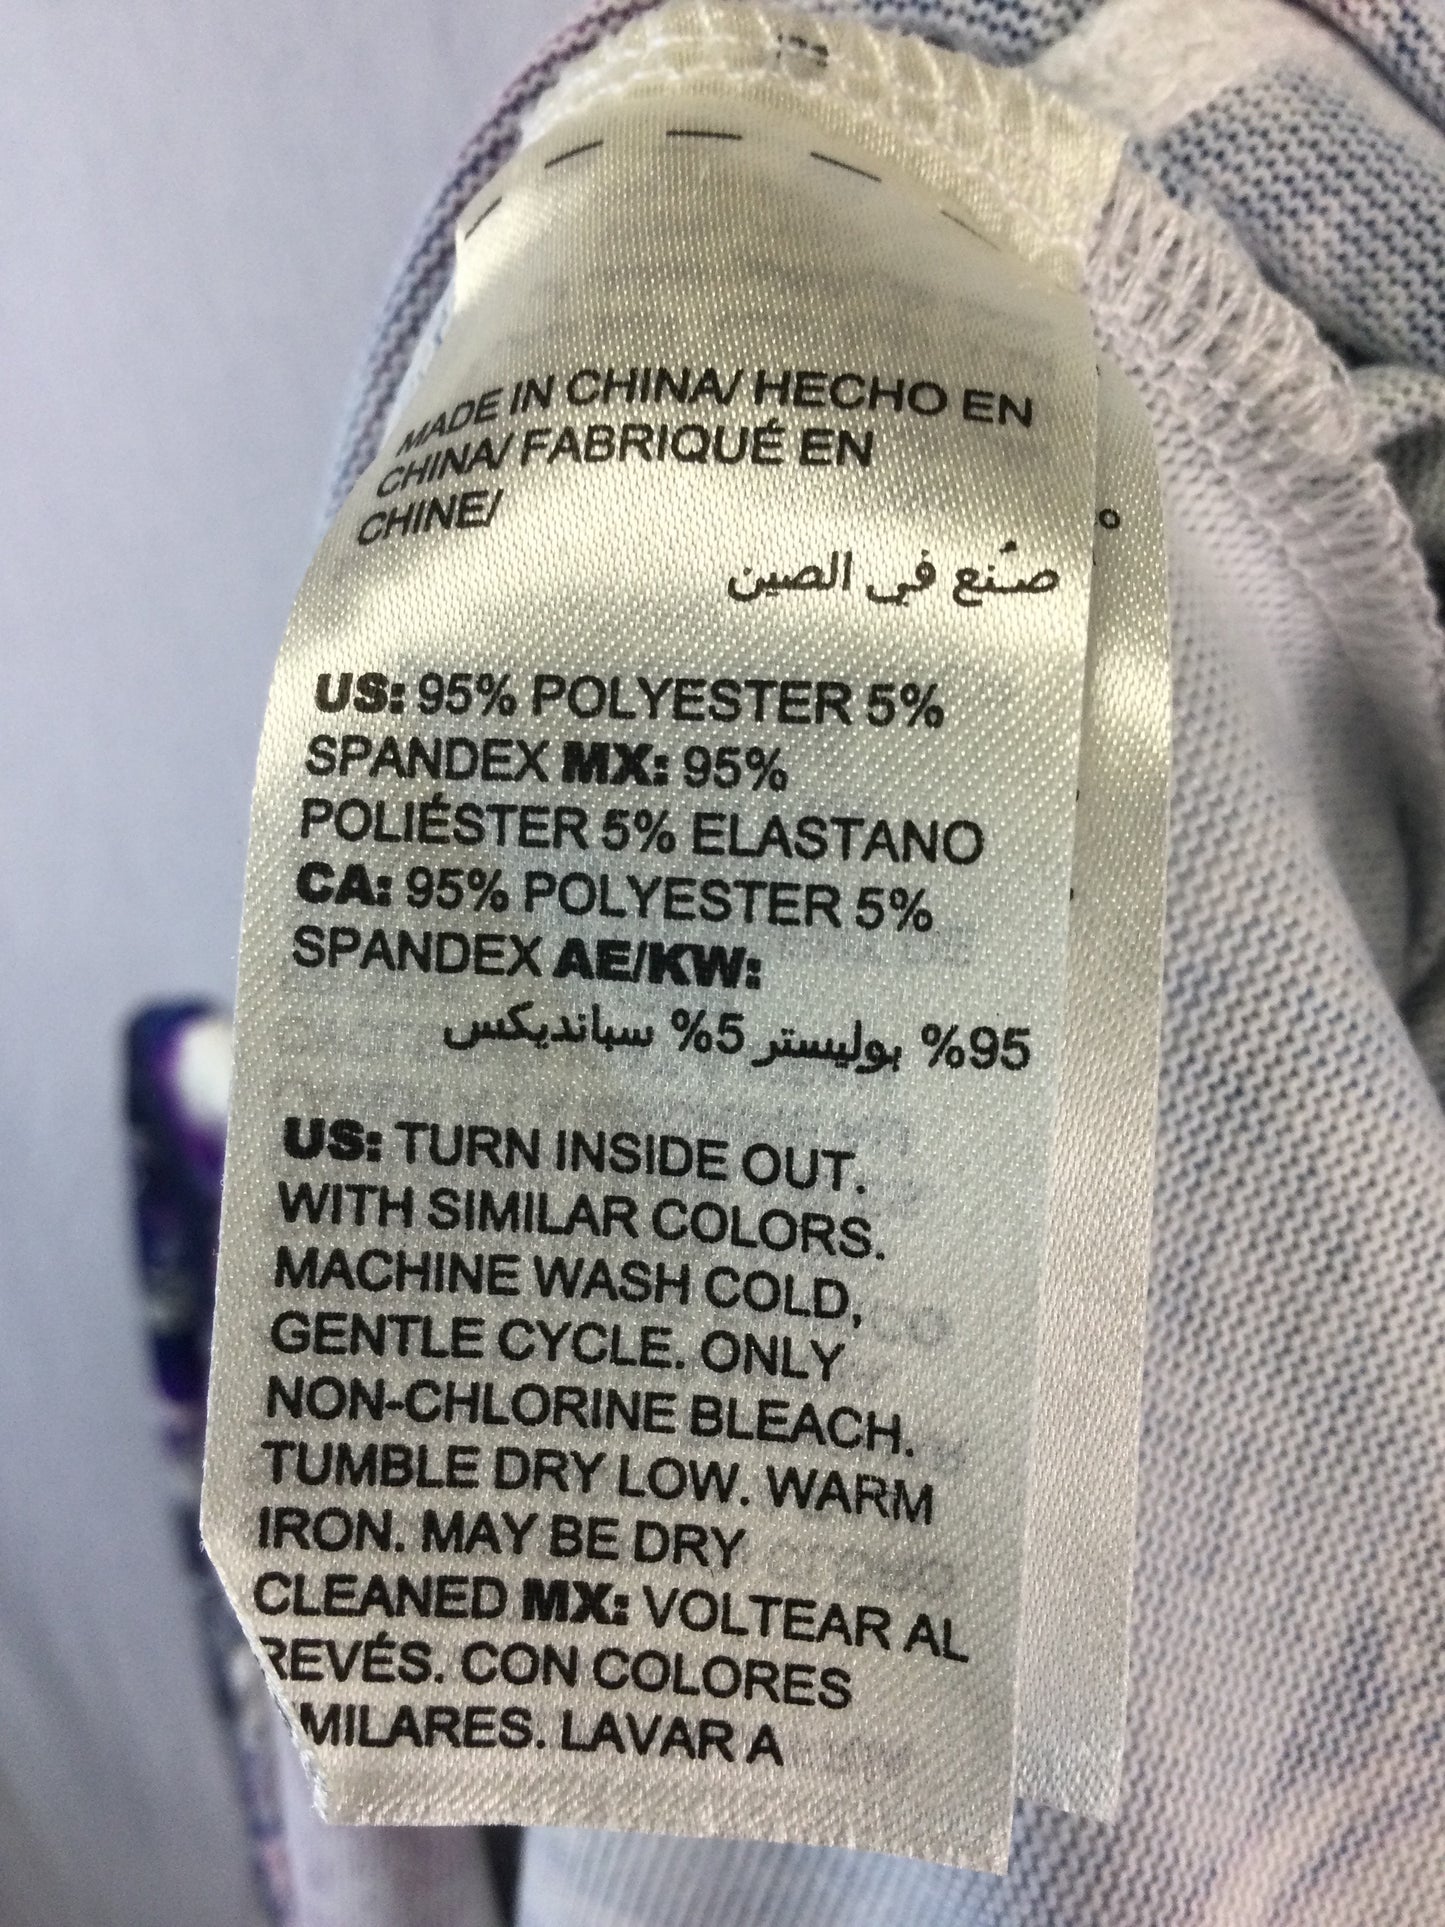 MADE IN CHINA/ HECHO EN
CHINA/ FABRIQUÉ EN
CHINE/
صُنع في الصين
US: 95% POLYESTER 5%
SPANDEX MX: 95%
POLIÉSTER 5% ELASTANO
CA: 95% POLYESTER 5%
SPANDEX AE/KW:
95% بوليستر 5% سبانديكس
US: TURN INSIDE OUT.
WITH SIMILAR COLORS.
MACHINE WASH COLD,
GENTLE CYCLE. ONLY
NON-CHLORINE BLEACH.
TUMBLE DRY LOW. WARM
IRON. MAY BE DRY
CLEANED MX: VOLTEAR AL
REVÉS. CON COLORES
MILARES. LAVAR A